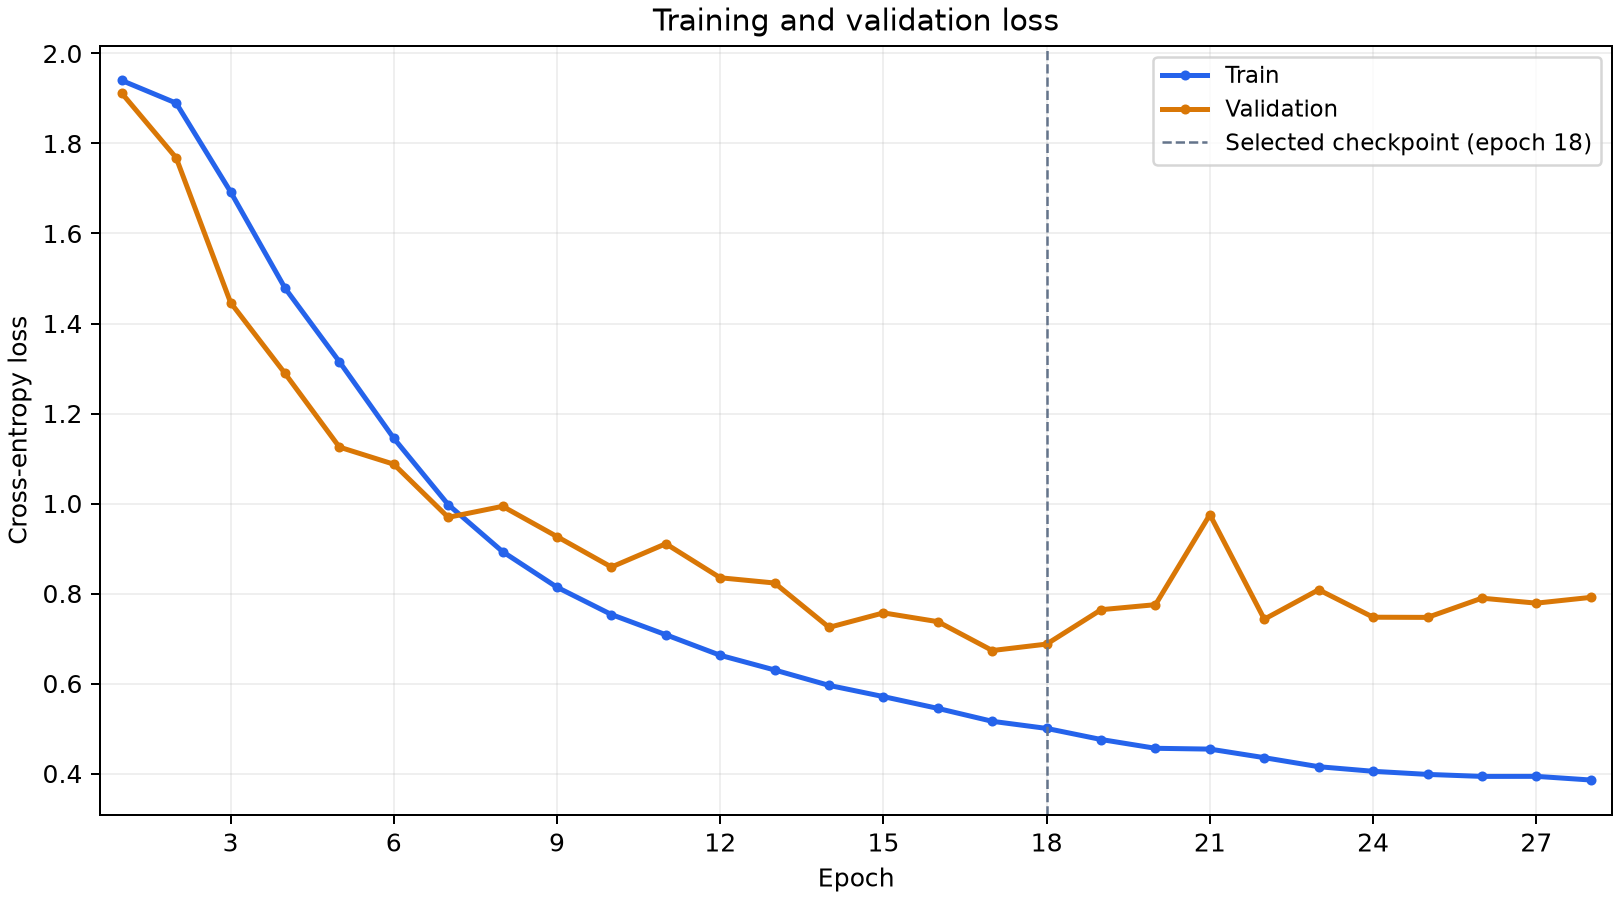 Training and validation loss
Train
Validation
Selected checkpoint (epoch 18)
Cross-entropy loss
2.0
1.8
1.6
1.4
1.2
1.0
0.8
0.6
0.4
3 6 9 12 15 18 21 24 27
Epoch